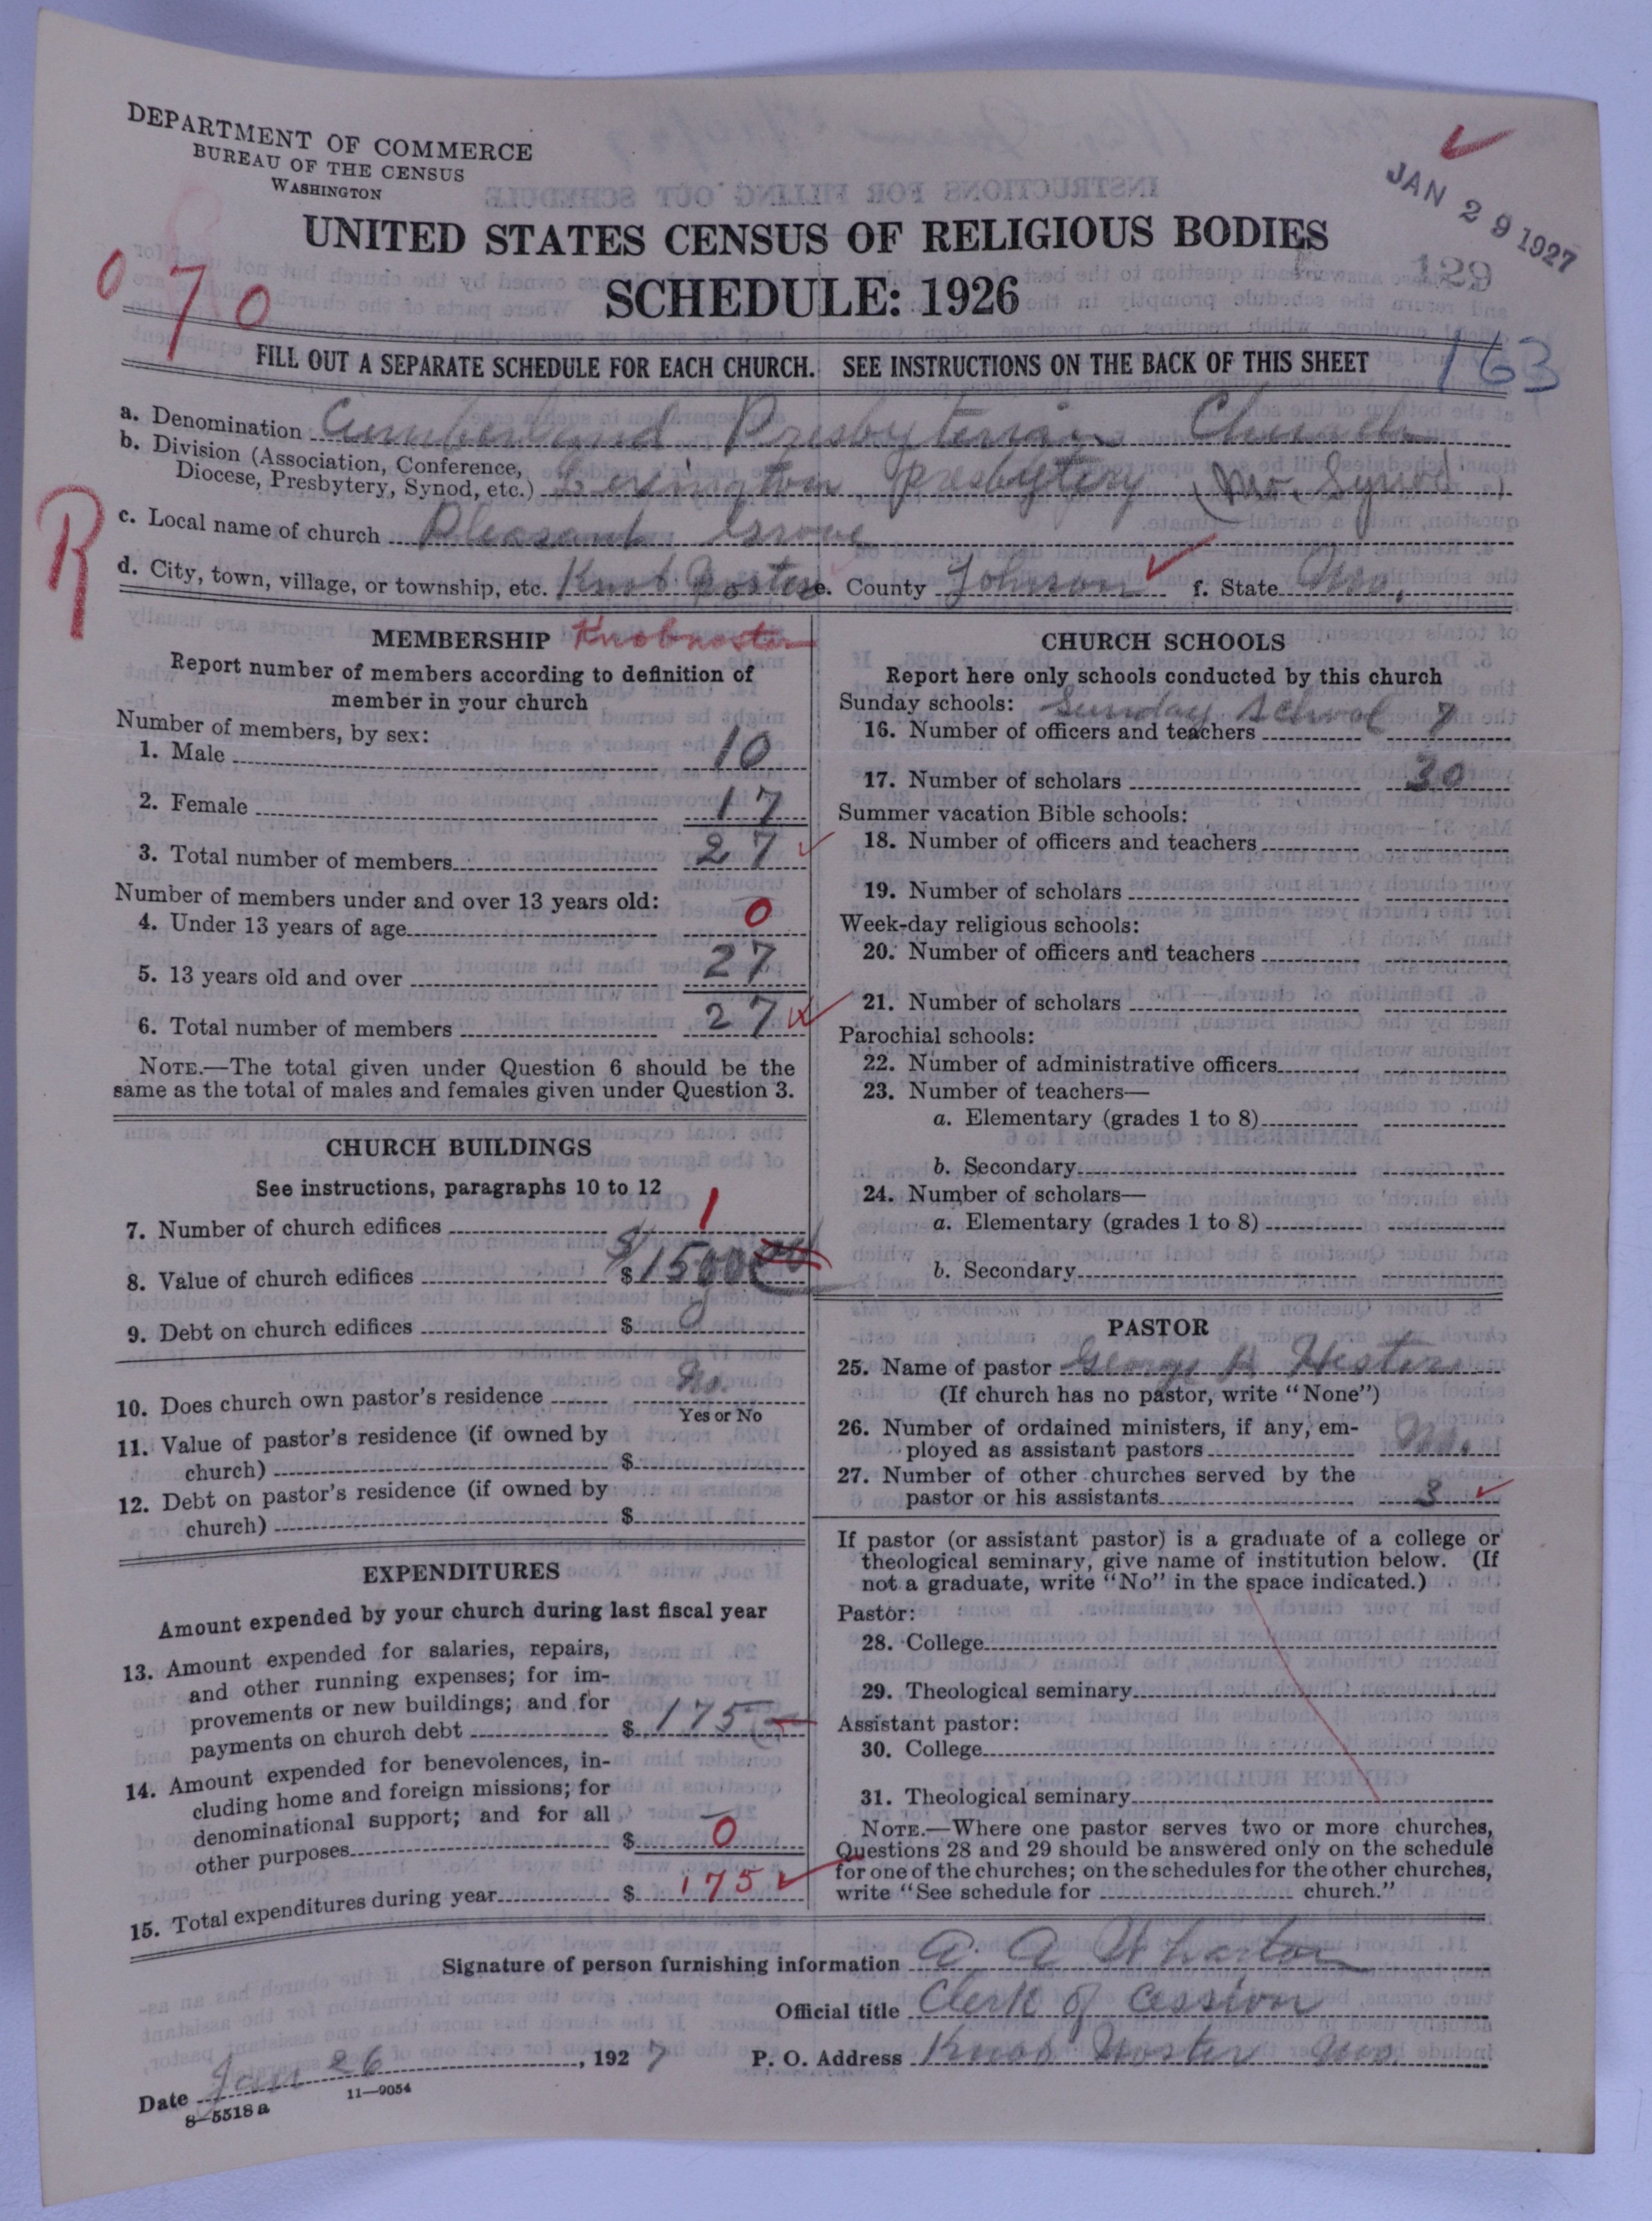 DEPARTMENT OF COMMERCE
BUREAU OF THE CENSUS
WASHINGTON
JAN 29 1927
129
UNITED STATES CENSUS OF RELIGIOUS BODIES
SCHEDULE: 1926
070
163
FILL OUT A SEPARATE SCHEDULE FOR EACH CHURCH. SEE INSTRUCTIONS ON THE BACK OF THIS SHEET
R
a. Denomination Cumberland Presbyterian Church
b. Division (Association, Conference,
Diocese, Presbytery, Synod, etc.) Lexington Presbytery (Mo. Synod)
c. Local name of church Pleasant Grove
d. City, town, village, or township, etc. Knob Noster e. County Johnson f. State Mo.
MEMBERSHIP Knobnoster
Report number of members according to definition of
member in your church
Number of members, by sex:
1. Male 10
2. Female 17
3. Total number of members 27
Number of members under and over 13 years old:
4. Under 13 years of age 0
5. 13 years old and over 27
6. Total number of members 27
NOTE.—The total given under Question 6 should be the
same as the total of males and females given under Question 3.
CHURCH BUILDINGS
See instructions, paragraphs 10 to 12
7. Number of church edifices 1
8. Value of church edifices $ $1500 00
9. Debt on church edifices $ 0
10. Does church own pastor's residence No.
Yes or No
11. Value of pastor's residence (if owned by
church) $
12. Debt on pastor's residence (if owned by
church) $
EXPENDITURES
Amount expended by your church during last fiscal year
13. Amount expended for salaries, repairs,
and other running expenses; for im-
provements or new buildings; and for
payments on church debt $ 175
14. Amount expended for benevolences, in-
cluding home and foreign missions; for
denominational support; and for all
other purposes $ 0
15. Total expenditures during year $ 175
CHURCH SCHOOLS
Report here only schools conducted by this church
Sunday schools: Sunday School
16. Number of officers and teachers 7
17. Number of scholars 30
Summer vacation Bible schools:
18. Number of officers and teachers
19. Number of scholars
Week-day religious schools:
20. Number of officers and teachers
21. Number of scholars
Parochial schools:
22. Number of administrative officers
23. Number of teachers—
a. Elementary (grades 1 to 8)
b. Secondary
24. Number of scholars—
a. Elementary (grades 1 to 8)
b. Secondary
PASTOR
25. Name of pastor George H Hester
(If church has no pastor, write "None")
26. Number of ordained ministers, if any, em-
ployed as assistant pastors No.
27. Number of other churches served by the
pastor or his assistants 3
If pastor (or assistant pastor) is a graduate of a college or
theological seminary, give name of institution below. (If
not a graduate, write "No" in the space indicated.)
Pastor:
28. College
29. Theological seminary
Assistant pastor:
30. College
31. Theological seminary
NOTE.—Where one pastor serves two or more churches,
Questions 28 and 29 should be answered only on the schedule
for one of the churches; on the schedules for the other churches,
write "See schedule for church."
Signature of person furnishing information A. A Wharton
Official title Clerk of Cession
Date Jan 26, 1927 P. O. Address Knob Noster Mo.
8—5518a 11—9054